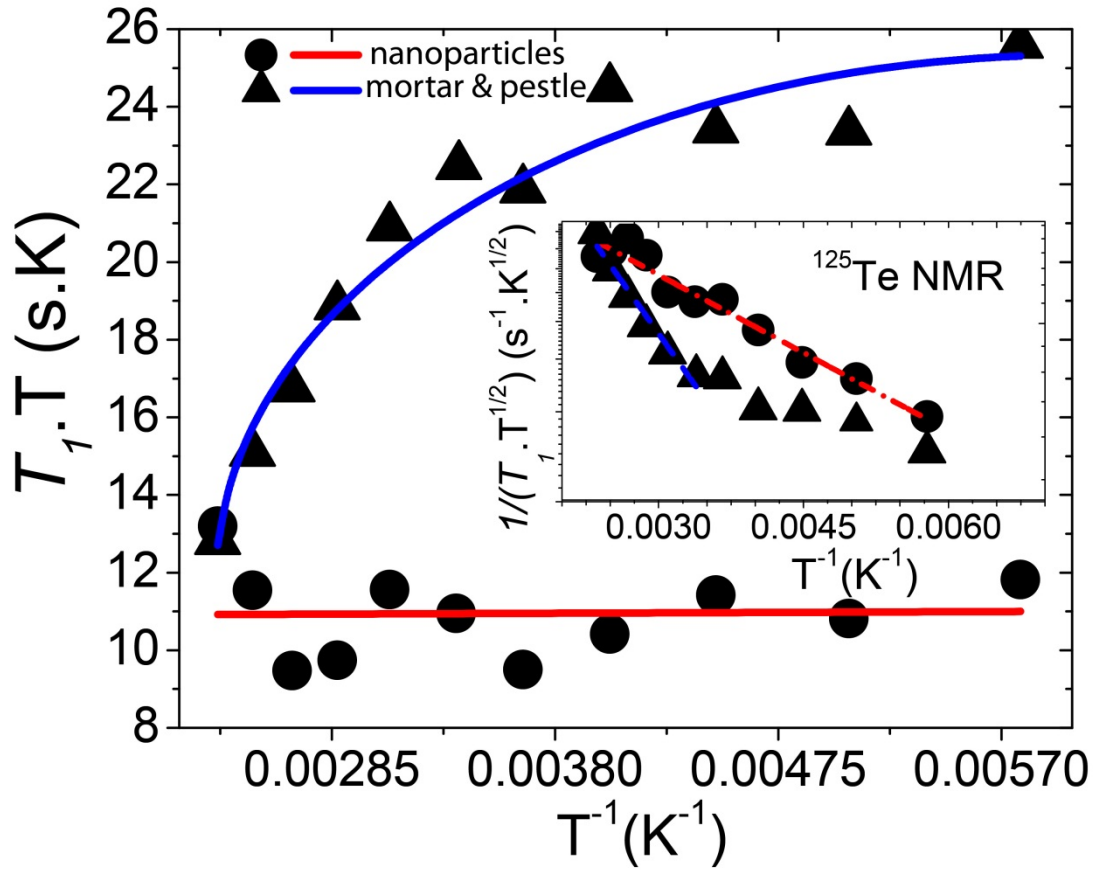 26
24
22
20
18
16
14
12
10
8
T₁.T (s.K)
nanoparticles
mortar & pestle
¹²⁵Te NMR
1/(T₁.T¹/²) (s⁻¹.K¹/²)
0.0030 0.0045 0.0060
T⁻¹(K⁻¹)
0.00285 0.00380 0.00475 0.00570
T⁻¹(K⁻¹)